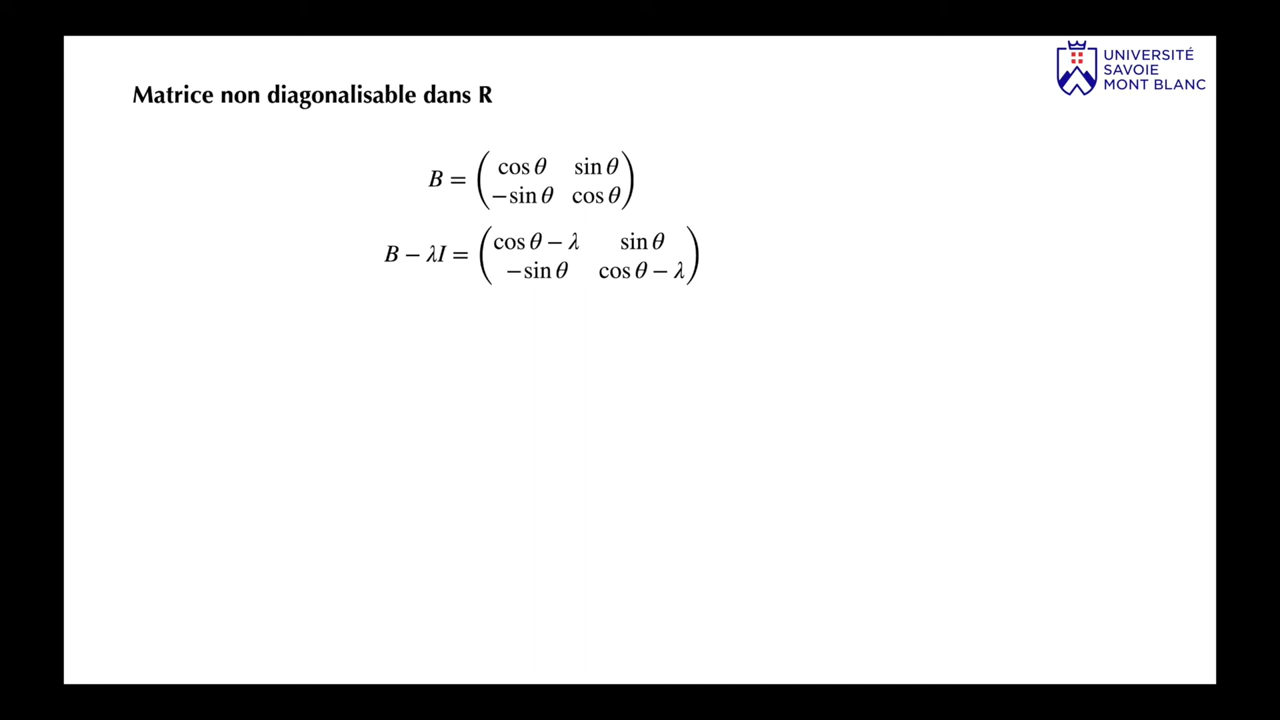 UNIVERSITÉ
SAVOIE
MONT BLANC
Matrice non diagonalisable dans R
B = ( cos θ sin θ
−sin θ cos θ )
B − λI = ( cos θ − λ sin θ
−sin θ cos θ − λ )